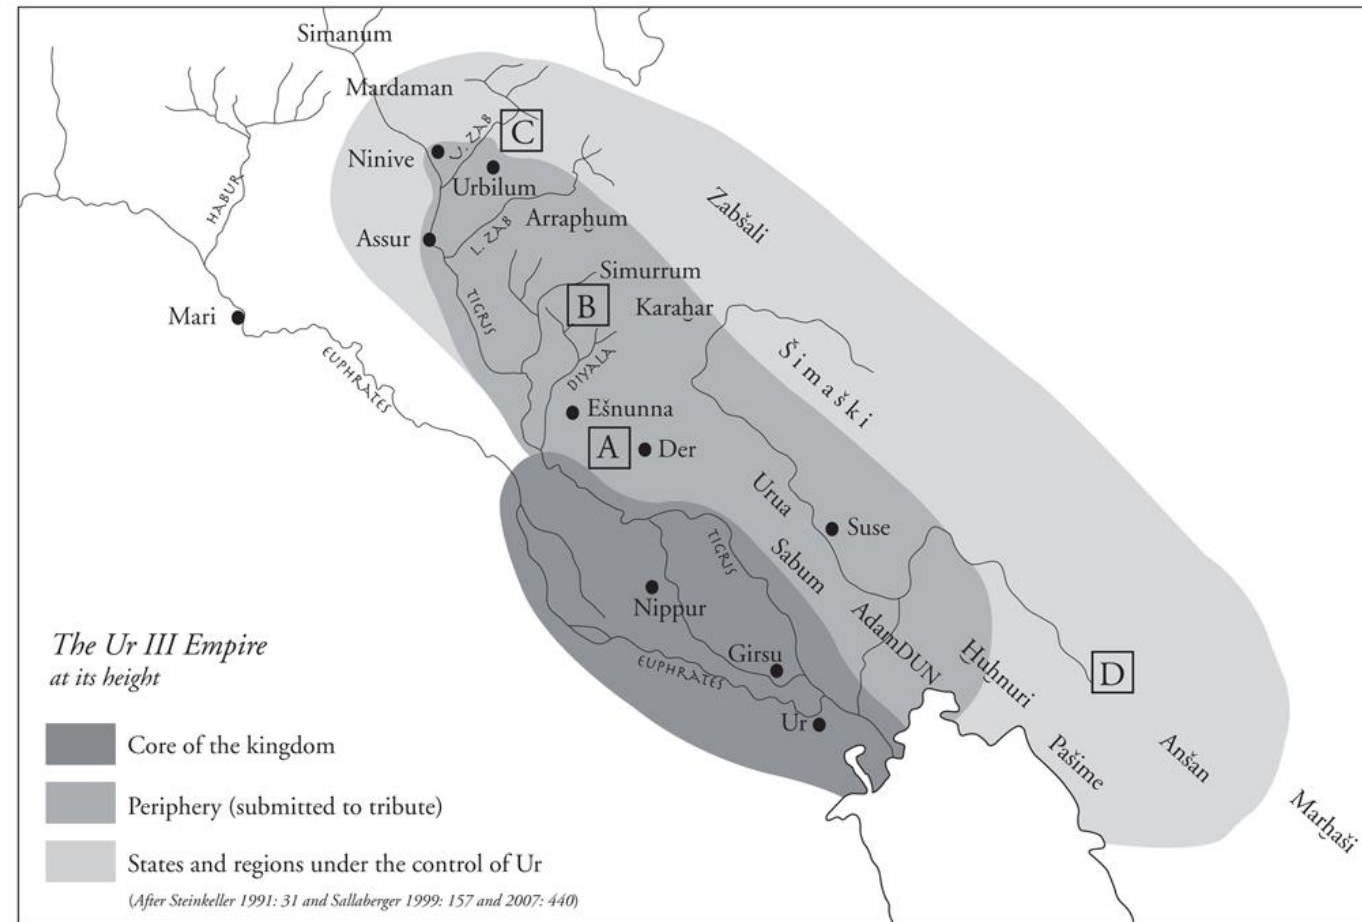 Simanum
Mardaman
C
U. ZAB
Ninive
Urbilum
HABUR
Zabšali
Arrapḫum
L. ZAB
Assur
Simurrum
TIGRIS
B
Karaḫar
Mari
EUPHRATES
DIYALA
Šimaški
Ešnunna
A
Der
Urua
Suse
TIGRIS
Sabum
Nippur
AdamDUN
The Ur III Empire
at its height
Girsu
EUPHRATES
Ḫuḫnuri
D
Ur
Core of the kingdom
Pašime
Anšan
Periphery (submitted to tribute)
Marḫaši
States and regions under the control of Ur
(After Steinkeller 1991: 31 and Sallaberger 1999: 157 and 2007: 440)